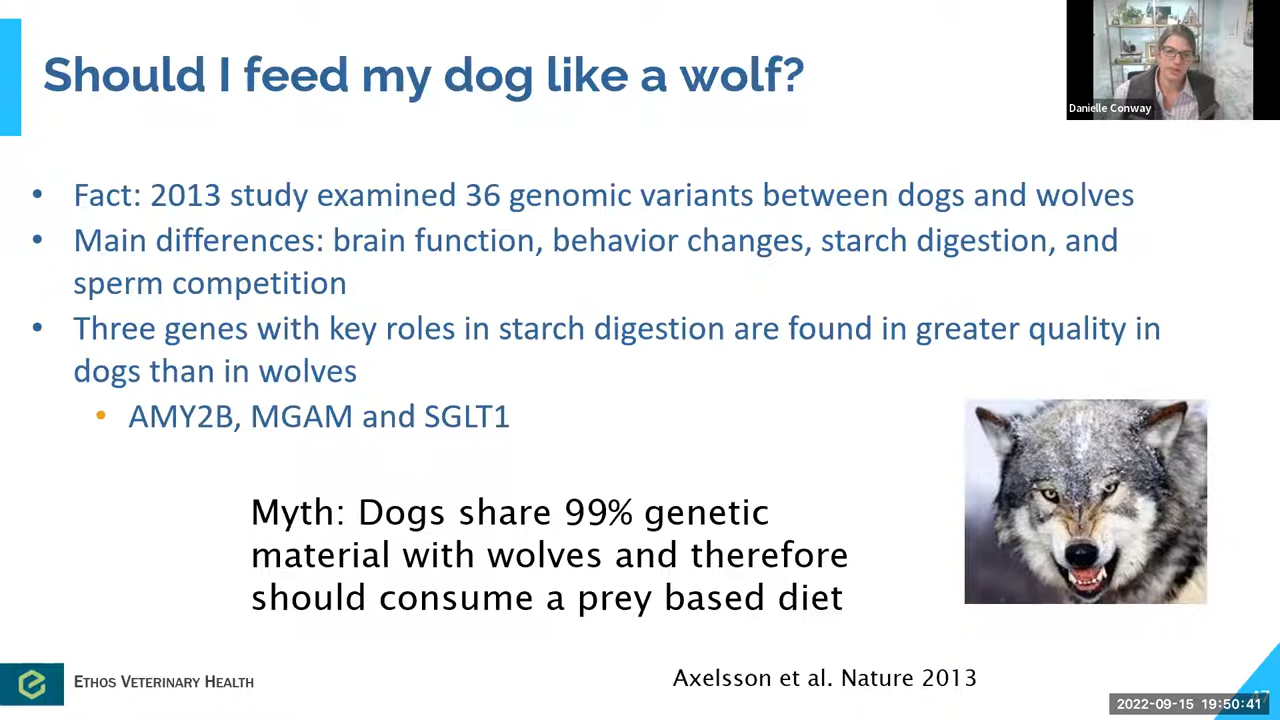 Should I feed my dog like a wolf?
Danielle Conway
• Fact: 2013 study examined 36 genomic variants between dogs and wolves
• Main differences: brain function, behavior changes, starch digestion, and
sperm competition
• Three genes with key roles in starch digestion are found in greater quality in
dogs than in wolves
• AMY2B, MGAM and SGLT1
Myth: Dogs share 99% genetic
material with wolves and therefore
should consume a prey based diet
ETHOS VETERINARY HEALTH
Axelsson et al. Nature 2013
47
2022-09-15 19:50:41